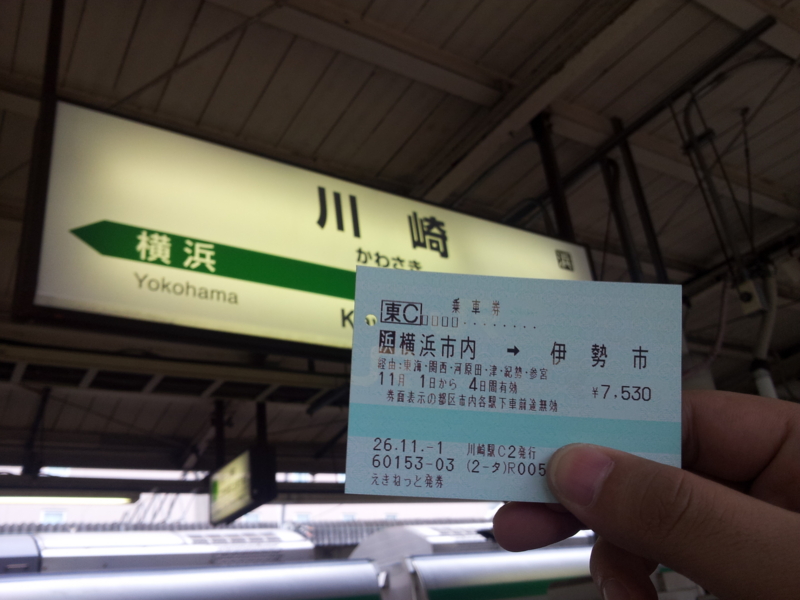 川崎
かわさき
横浜
Yokohama
K
浜
乗車券
東C
浜横浜市内 → 伊勢市
経由:東海・関西・河原田・津・紀勢・参宮
11月 1日から 4日間有効 ¥7,530
券面表示の都区市内各駅下車前途無効
26.11.-1 川崎駅C2発行
60153-03 (2-タ)R005
えきねっと発券